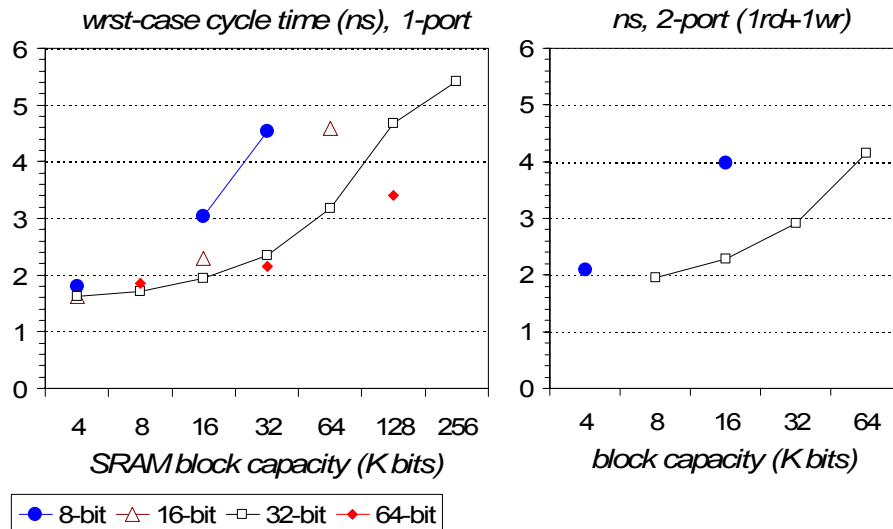 wrst-case cycle time (ns), 1-port
6
5
4
3
2
1
0
4 8 16 32 64 128 256
SRAM block capacity (K bits)
ns, 2-port (1rd+1wr)
6
5
4
3
2
1
0
4 8 16 32 64
block capacity (K bits)
8-bit 16-bit 32-bit 64-bit